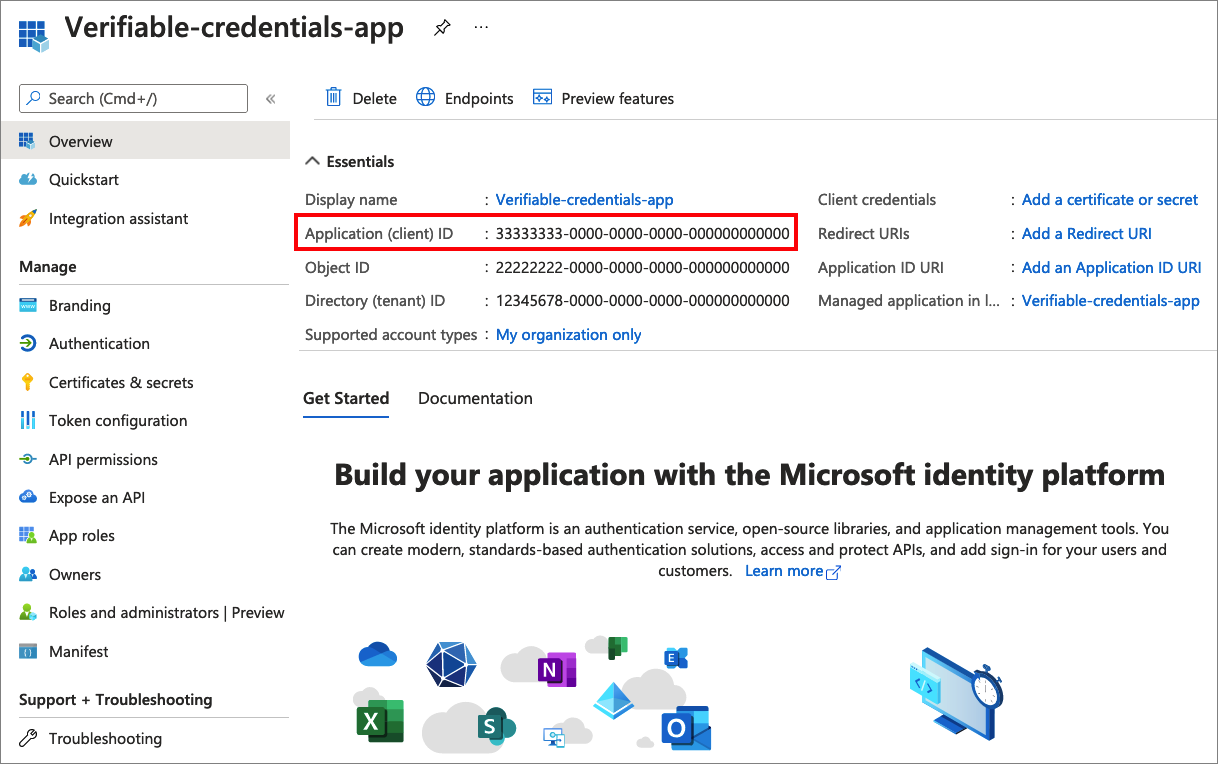 Verifiable-credentials-app
Search (Cmd+/)
«
Delete
Endpoints
Preview features
Overview
Quickstart
Integration assistant
Manage
Branding
Authentication
Certificates & secrets
Token configuration
API permissions
Expose an API
App roles
Owners
Roles and administrators | Preview
Manifest
Support + Troubleshooting
Troubleshooting
Essentials
Display name : Verifiable-credentials-app
Application (client) ID : 33333333-0000-0000-0000-000000000000
Object ID : 22222222-0000-0000-0000-000000000000
Directory (tenant) ID : 12345678-0000-0000-0000-000000000000
Supported account types : My organization only
Client credentials : Add a certificate or secret
Redirect URIs : Add a Redirect URI
Application ID URI : Add an Application ID URI
Managed application in l... : Verifiable-credentials-app
Get Started
Documentation
Build your application with the Microsoft identity platform
The Microsoft identity platform is an authentication service, open-source libraries, and application management tools. You
can create modern, standards-based authentication solutions, access and protect APIs, and add sign-in for your users and
customers. Learn more
N
E
X
S
O